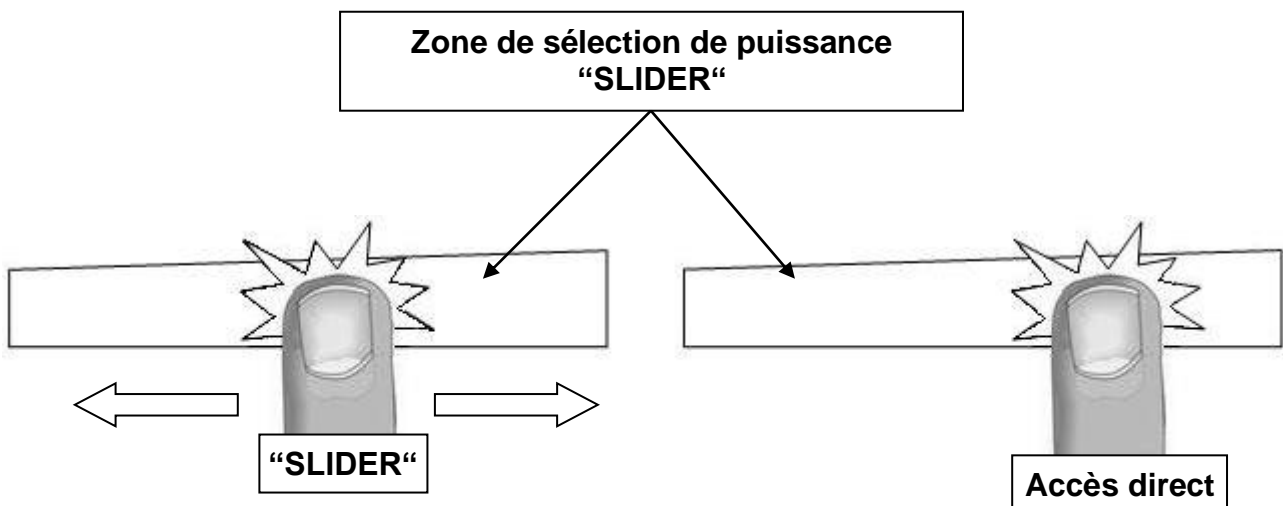 Zone de sélection de puissance
“SLIDER“
“SLIDER“
Accès direct